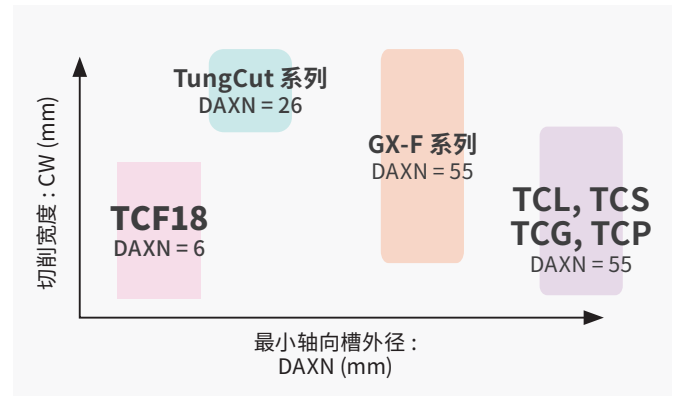 切削宽度 : CW (mm)
TungCut 系列
DAXN = 26
GX-F 系列
DAXN = 55
TCF18
DAXN = 6
TCL, TCS
TCG, TCP
DAXN = 55
最小轴向槽外径 :
DAXN (mm)